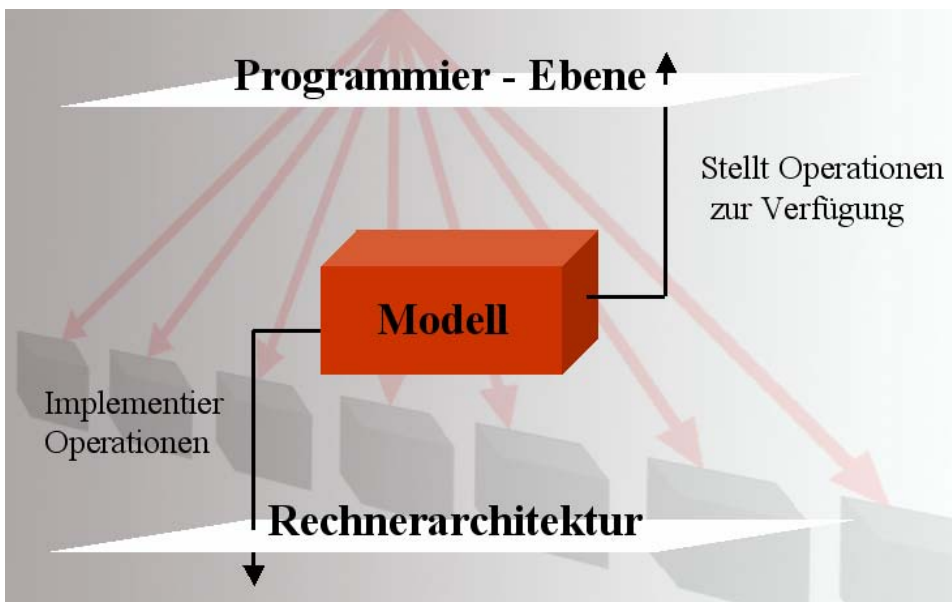 Programmier - Ebene
Stellt Operationen
zur Verfügung
Modell
Implementier
Operationen
Rechnerarchitektur